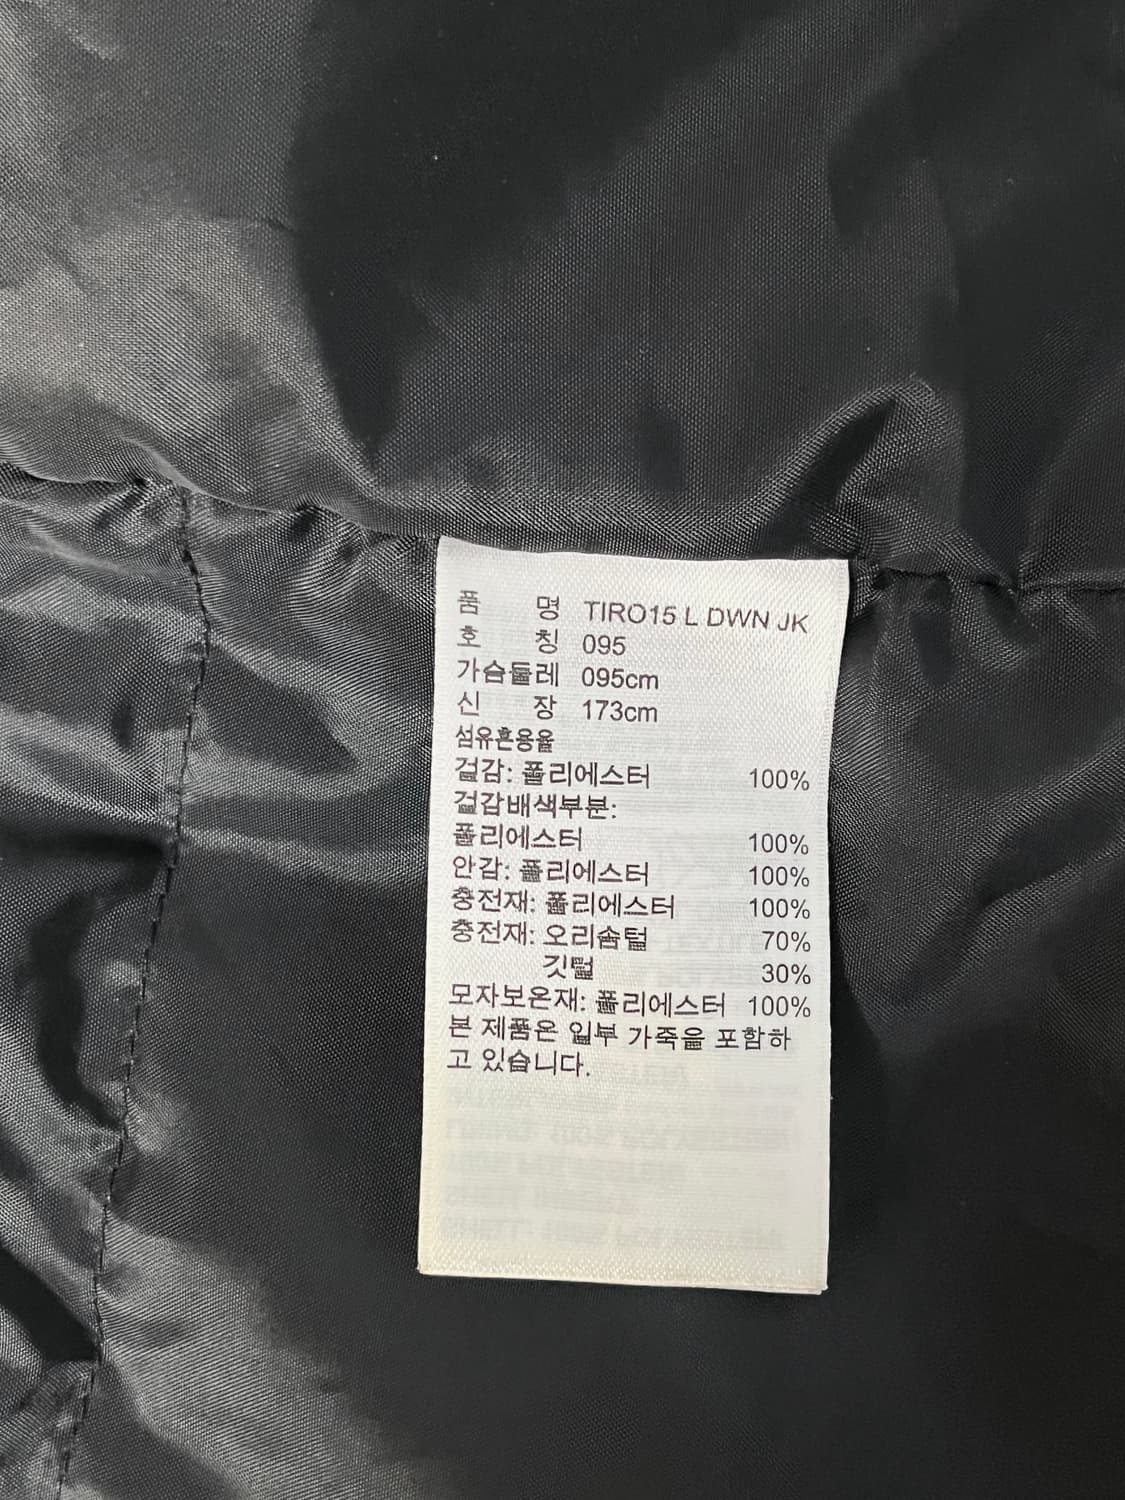 품 명 TIRO15 L DWN JK
호 칭 095
가슴둘레 095cm
신 장 173cm
섬유혼용율
겉감: 폴리에스터 100%
겉감배색부분:
폴리에스터 100%
안감: 폴리에스터 100%
충전재: 폴리에스터 100%
충전재: 오리솜털 70%
깃털 30%
모자보온재: 폴리에스터 100%
본 제품은 일부 가죽을 포함하
고 있습니다.